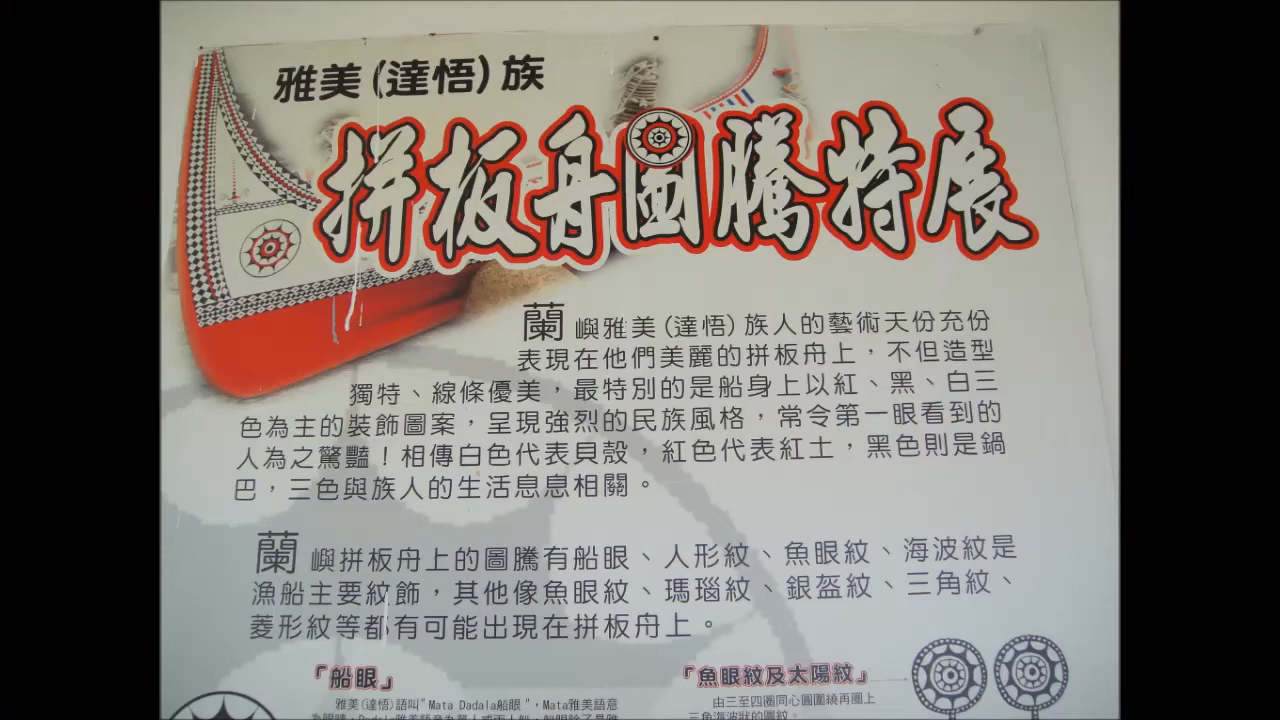 雅美(達悟)族
拼板舟圖騰特展
蘭嶼雅美(達悟)族人的藝術天份充份
表現在他們美麗的拼板舟上，不但造型
獨特、線條優美，最特別的是船身上以紅、黑、白三
色為主的裝飾圖案，呈現強烈的民族風格，常令第一眼看到的
人為之驚豔！相傳白色代表貝殼，紅色代表紅土，黑色則是鍋
巴，三色與族人的生活息息相關。
蘭嶼拼板舟上的圖騰有船眼、人形紋、魚眼紋、海波紋是
漁船主要紋飾，其他像魚眼紋、瑪瑙紋、銀盔紋、三角紋、
菱形紋等都有可能出現在拼板舟上。
「船眼」
雅美(達悟)語叫"Mata Dadala船眼"，Mata雅美語意
「魚眼紋及太陽紋」
由三至四圈同心圓圍繞再圈上
三角海波狀的圖紋。